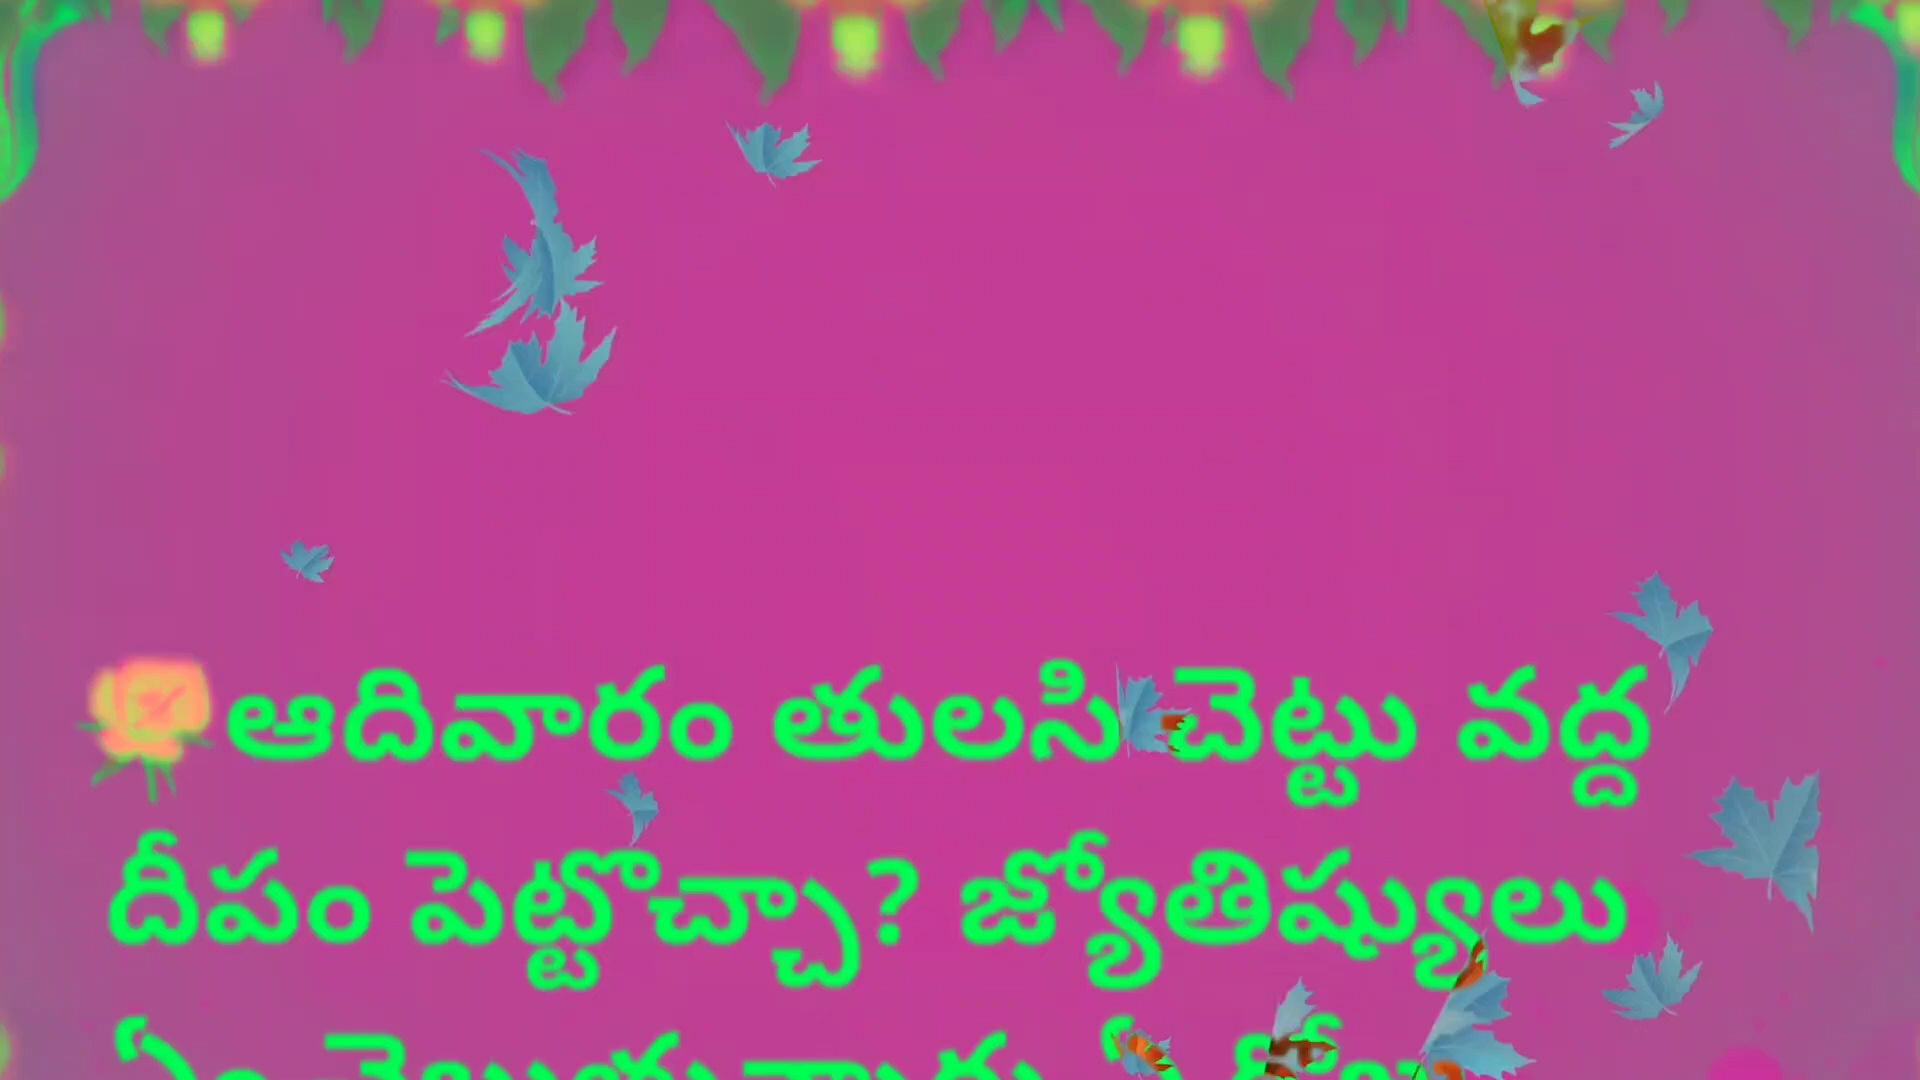 ఆదివారం తులసి చెట్టు వద్ద
దీపం పెట్టొచ్చా? జ్యోతిష్యులు